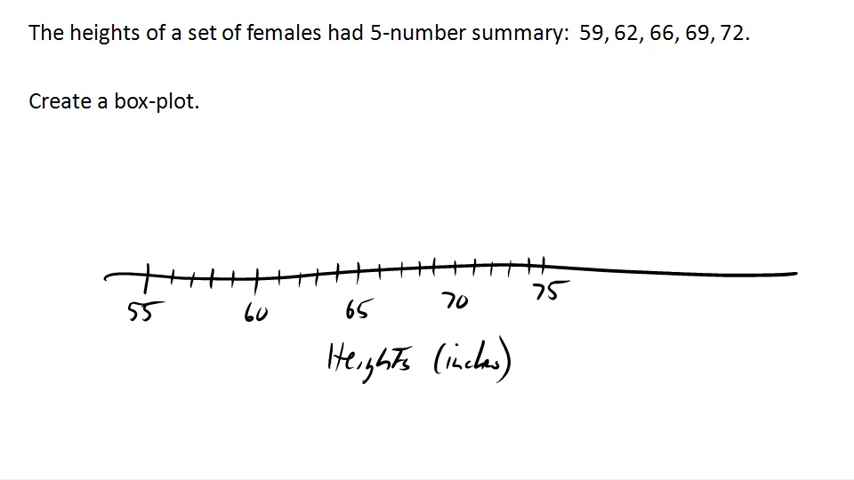 The heights of a set of females had 5-number summary: 59, 62, 66, 69, 72.
Create a box-plot.
55 60 65 70 75
Heights (inches)